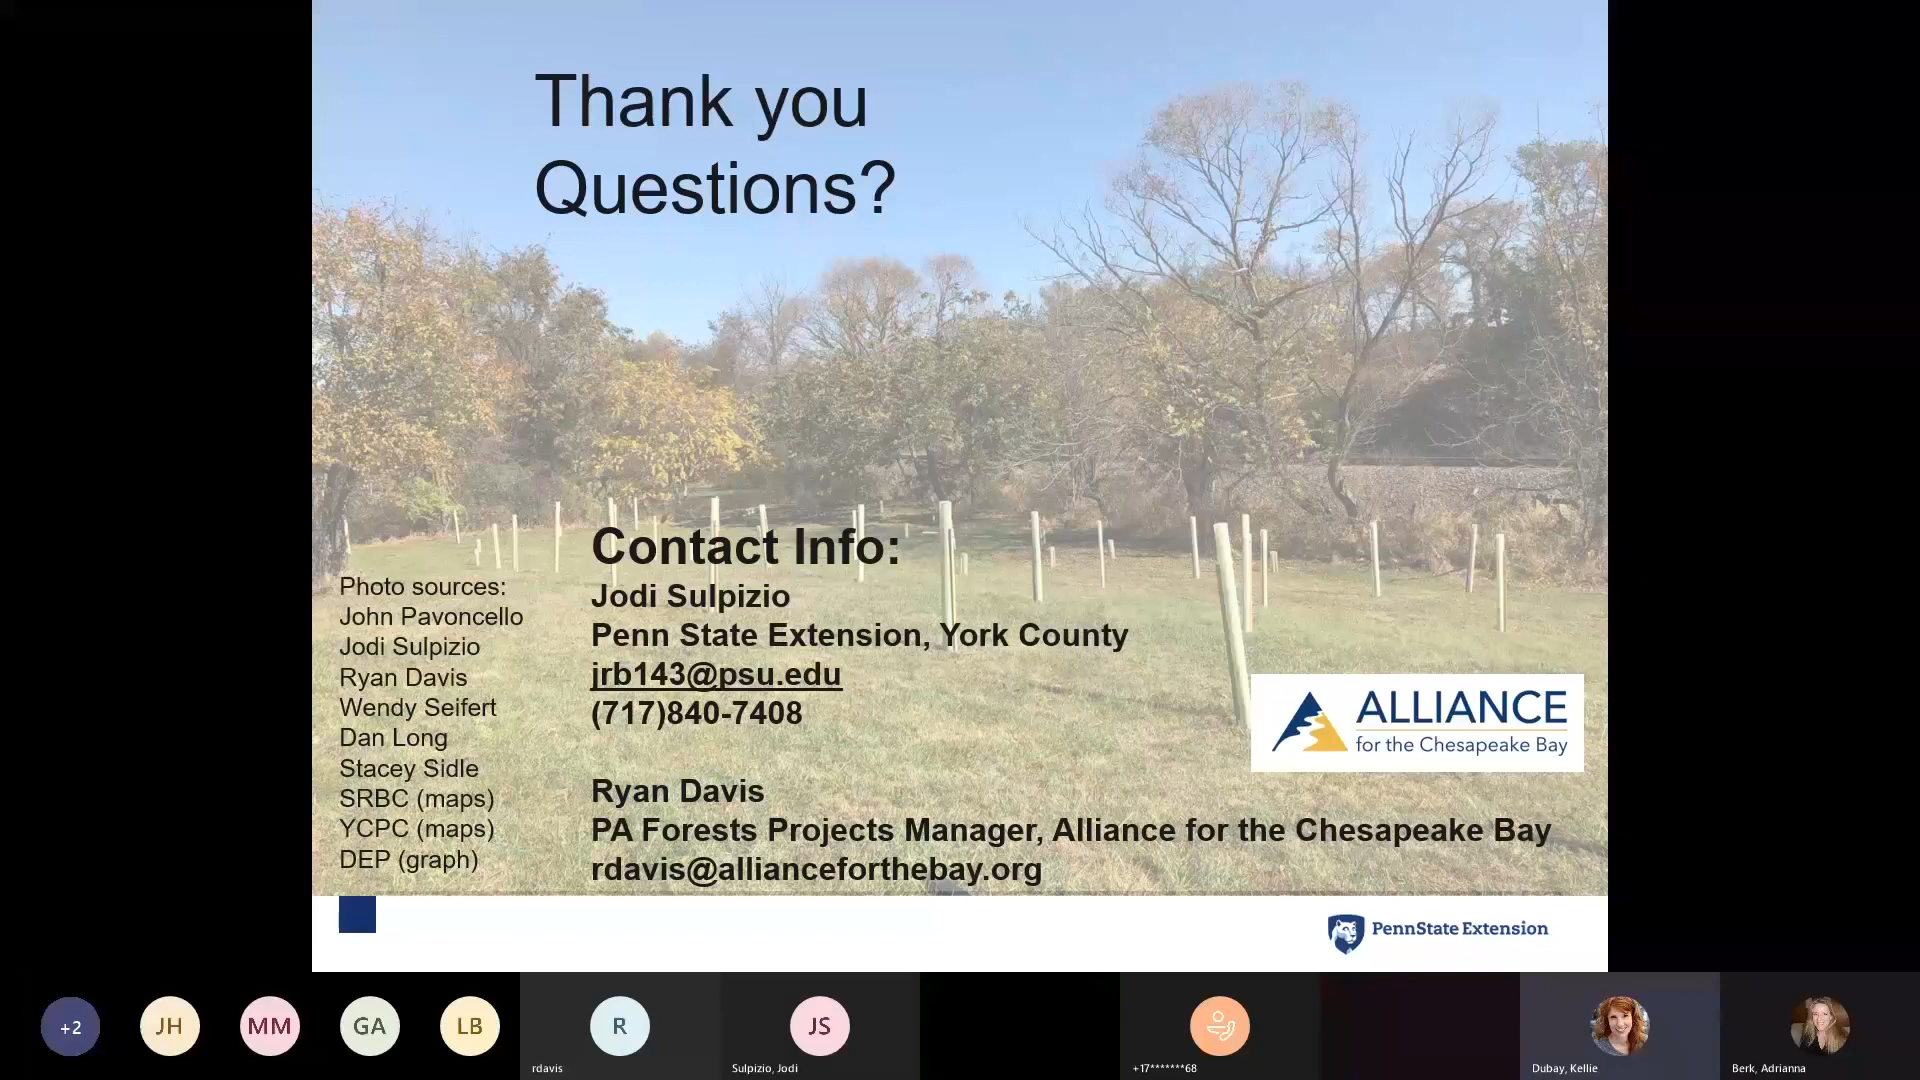 Thank you
Questions?
Contact Info:
Jodi Sulpizio
Penn State Extension, York County
jrb143@psu.edu
(717)840-7408
Ryan Davis
PA Forests Projects Manager, Alliance for the Chesapeake Bay
rdavis@allianceforthebay.org
Photo sources:
John Pavoncello
Jodi Sulpizio
Ryan Davis
Wendy Seifert
Dan Long
Stacey Sidle
SRBC (maps)
YCPC (maps)
DEP (graph)
ALLIANCE
for the Chesapeake Bay
PennState Extension
+2
JH
MM
GA
LB
R
rdavis
JS
Sulpizio, Jodi
+17*******68
Dubay, Kellie
Berk, Adrianna